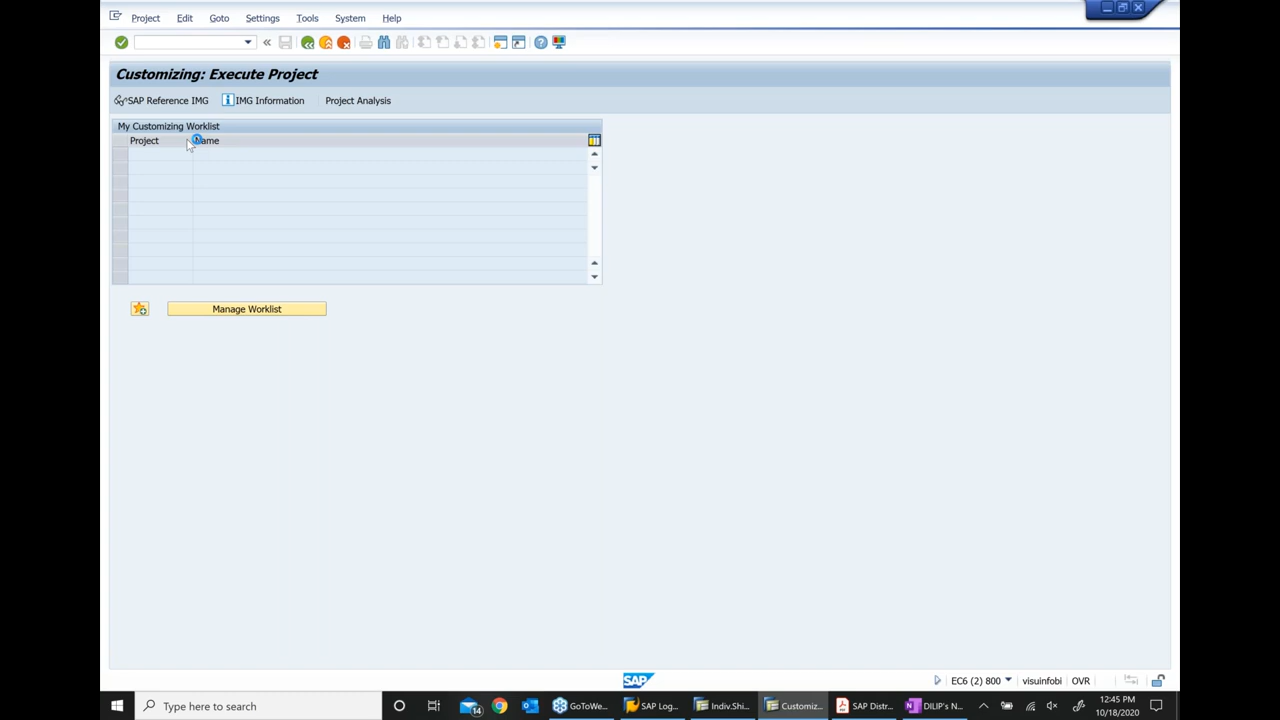 Project Edit Goto Settings Tools System Help
Customizing: Execute Project
SAP Reference IMG IMG Information Project Analysis
My Customizing Worklist
Project Name
Manage Worklist
SAP EC6 (2) 800 visuinfobi OVR
Type here to search 14 GoToWe... SAP Log... Indiv.Shi... Customiz... SAP Distr... DILIP's N... 12:45 PM
10/18/2020